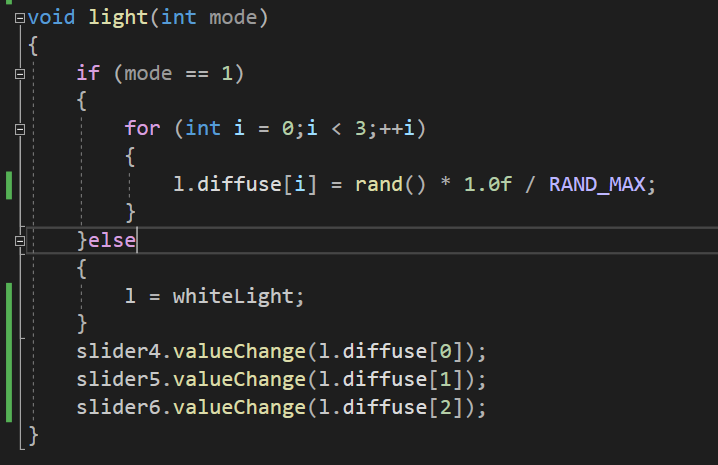 void light(int mode)
{
    if (mode == 1)
    {
        for (int i = 0;i < 3;++i)
        {
            l.diffuse[i] = rand() * 1.0f / RAND_MAX;
        }
    }else
    {
        l = whiteLight;
    }
    slider4.valueChange(l.diffuse[0]);
    slider5.valueChange(l.diffuse[1]);
    slider6.valueChange(l.diffuse[2]);
}